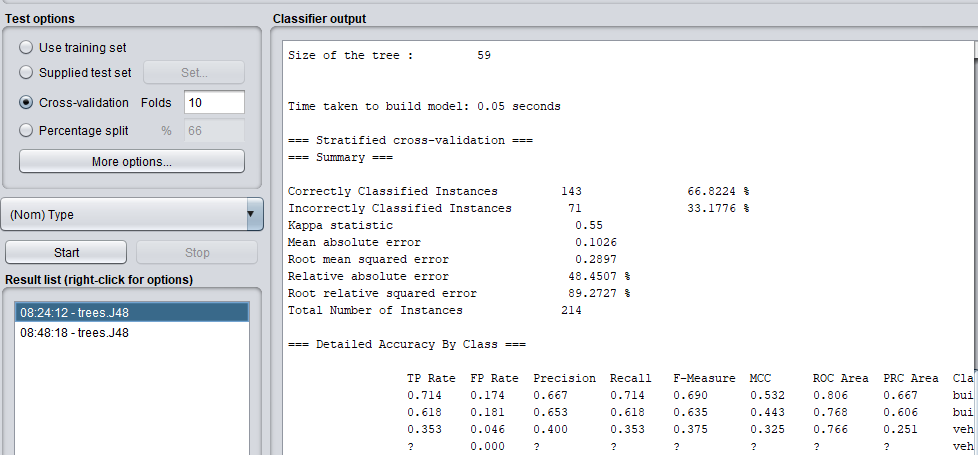 Test options
Use training set
Supplied test set Set...
Cross-validation Folds 10
Percentage split % 66
More options...
(Nom) Type
Start Stop
Result list (right-click for options)
08:24:12 - trees.J48
08:48:18 - trees.J48
Classifier output
Size of the tree : 59
Time taken to build model: 0.05 seconds
=== Stratified cross-validation ===
=== Summary ===
Correctly Classified Instances 143 66.8224 %
Incorrectly Classified Instances 71 33.1776 %
Kappa statistic 0.55
Mean absolute error 0.1026
Root mean squared error 0.2897
Relative absolute error 48.4507 %
Root relative squared error 89.2727 %
Total Number of Instances 214
=== Detailed Accuracy By Class ===
TP Rate FP Rate Precision Recall F-Measure MCC ROC Area PRC Area Cla
0.714 0.174 0.667 0.714 0.690 0.532 0.806 0.667 bui
0.618 0.181 0.653 0.618 0.635 0.443 0.768 0.606 bui
0.353 0.046 0.400 0.353 0.375 0.325 0.766 0.251 veh
? 0.000 ? ? ? ? ? ? veh